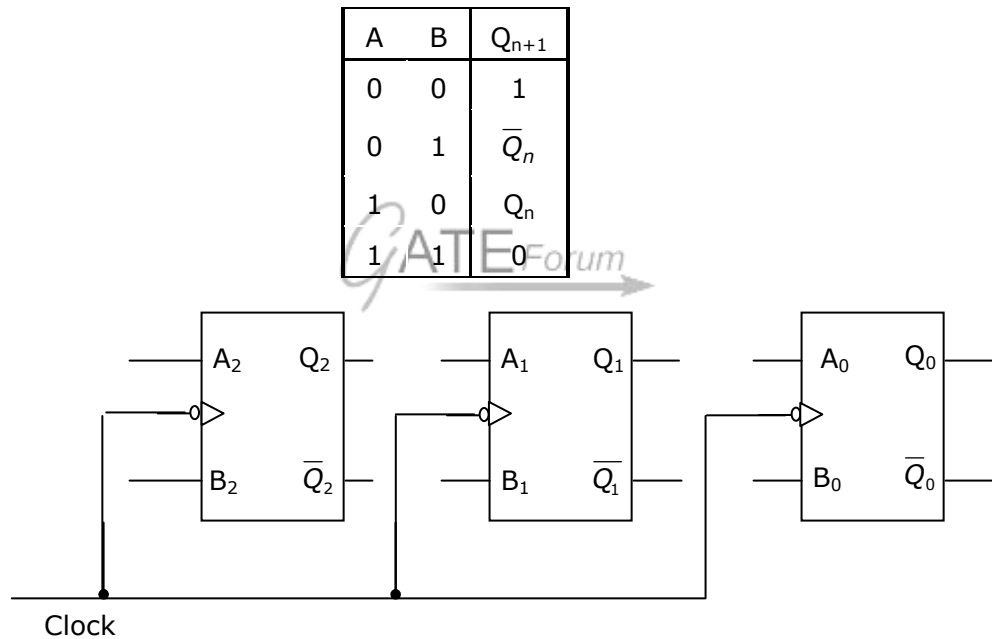 A B Qₙ₊₁
0 0 1
0 1 Q̅ₙ
1 0 Qₙ
1 1 0
GATE Forum
A₂ Q₂ A₁ Q₁ A₀ Q₀
B₂ Q̅₂ B₁ Q̅₁ B₀ Q̅₀
Clock